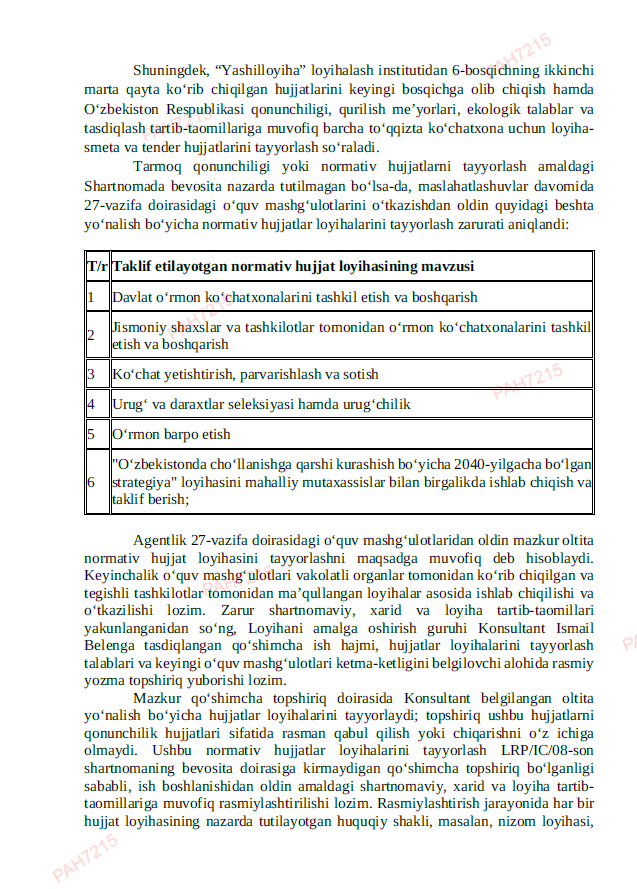 Shuningdek, “Yashilloyiha” loyihalash institutidan 6-bosqichning ikkinchi
marta qayta ko‘rib chiqilgan hujjatlarini keyingi bosqichga olib chiqish hamda
O‘zbekiston Respublikasi qonunchiligi, qurilish me’yorlari, ekologik talablar va
tasdiqlash tartib-taomillariga muvofiq barcha to‘qqizta ko‘chatxona uchun loyiha-
smeta va tender hujjatlarini tayyorlash so‘raladi.
Tarmoq qonunchiligi yoki normativ hujjatlarni tayyorlash amaldagi
Shartnomada bevosita nazarda tutilmagan bo‘lsa-da, maslahatlashuvlar davomida
27-vazifa doirasidagi o‘quv mashg‘ulotlarini o‘tkazishdan oldin quyidagi beshta
yo‘nalish bo‘yicha normativ hujjatlar loyihalarini tayyorlash zarurati aniqlandi:
T/r Taklif etilayotgan normativ hujjat loyihasining mavzusi
1 Davlat o‘rmon ko‘chatxonalarini tashkil etish va boshqarish
2 Jismoniy shaxslar va tashkilotlar tomonidan o‘rmon ko‘chatxonalarini tashkil
etish va boshqarish
3 Ko‘chat yetishtirish, parvarishlash va sotish
4 Urug‘ va daraxtlar seleksiyasi hamda urug‘chilik
5 O‘rmon barpo etish
6 "O‘zbekistonda cho‘llanishga qarshi kurashish bo‘yicha 2040-yilgacha bo‘lgan
strategiya" loyihasini mahalliy mutaxassislar bilan birgalikda ishlab chiqish va
taklif berish;
Agentlik 27-vazifa doirasidagi o‘quv mashg‘ulotlaridan oldin mazkur oltita
normativ hujjat loyihasini tayyorlashni maqsadga muvofiq deb hisoblaydi.
Keyinchalik o‘quv mashg‘ulotlari vakolatli organlar tomonidan ko‘rib chiqilgan va
tegishli tashkilotlar tomonidan ma’qullangan loyihalar asosida ishlab chiqilishi va
o‘tkazilishi lozim. Zarur shartnomaviy, xarid va loyiha tartib-taomillari
yakunlanganidan so‘ng, Loyihani amalga oshirish guruhi Konsultant Ismail
Belenga tasdiqlangan qo‘shimcha ish hajmi, hujjatlar loyihalarini tayyorlash
talablari va keyingi o‘quv mashg‘ulotlari ketma-ketligini belgilovchi alohida rasmiy
yozma topshiriq yuborishi lozim.
Mazkur qo‘shimcha topshiriq doirasida Konsultant belgilangan oltita
yo‘nalish bo‘yicha hujjatlar loyihalarini tayyorlaydi; topshiriq ushbu hujjatlarni
qonunchilik hujjatlari sifatida rasman qabul qilish yoki chiqarishni o‘z ichiga
olmaydi. Ushbu normativ hujjatlar loyihalarini tayyorlash LRP/IC/08-son
shartnomaning bevosita doirasiga kirmaydigan qo‘shimcha topshiriq bo‘lganligi
sababli, ish boshlanishidan oldin amaldagi shartnomaviy, xarid va loyiha tartib-
taomillariga muvofiq rasmiylashtirilishi lozim. Rasmiylashtirish jarayonida har bir
hujjat loyihasining nazarda tutilayotgan huquqiy shakli, masalan, nizom loyihasi,
PAH7215
PAH7215
PAH7215
PAH7215
PAH7215
PA
PAH7215